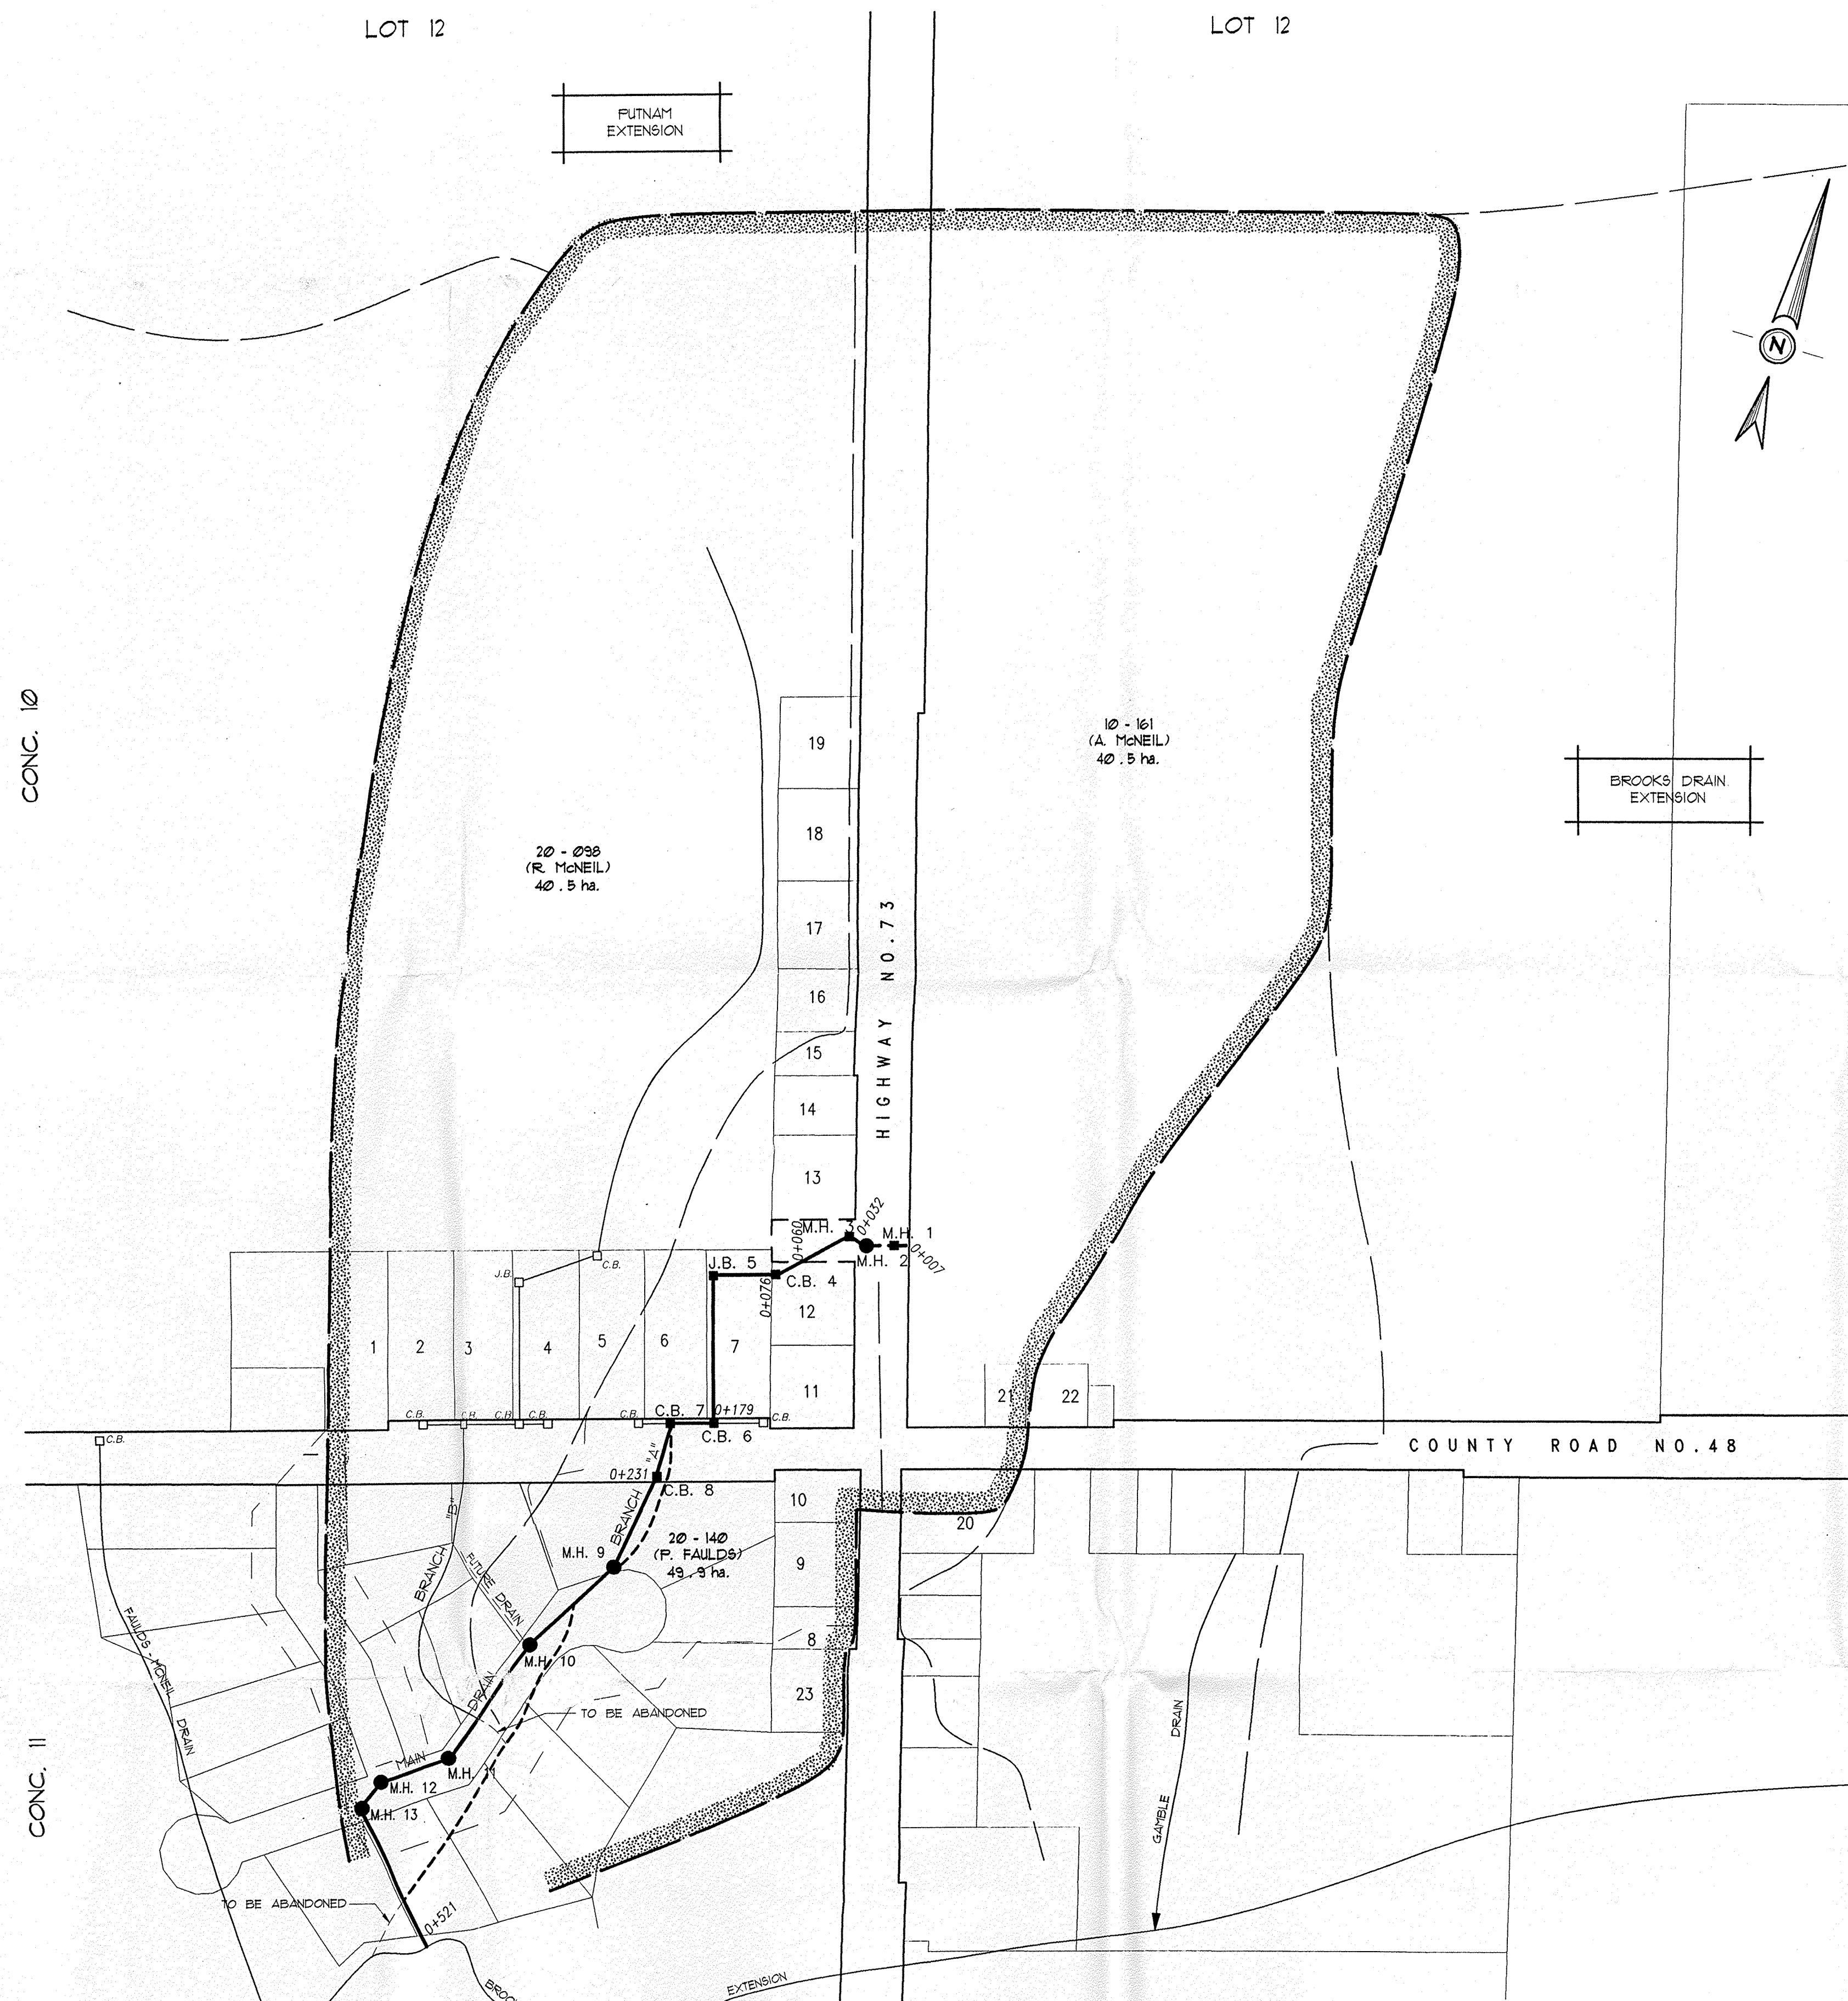 LOT 12
LOT 12
PUTNAM
EXTENSION
N
CONC. 10
10 - 161
(A. McNEIL)
40.5 ha.
BROOKS DRAIN
EXTENSION
20 - 098
(R. McNEIL)
40.5 ha.
19
18
17
16
15
14
13
HIGHWAY NO.73
M.H. 3
0+032
M.H. 1
0+060
M.H. 2
0+007
J.B. 5
C.B. 4
0+076
12
11
J.B.
C.B.
1
2
3
4
5
6
7
21
22
C.B.
C.B.
C.B.
C.B.
C.B.
C.B. 7
0+179
C.B.
C.B. 6
C.B.
COUNTY ROAD NO.48
0+231
C.B. 8
BRANCH "A"
BRANCH "B"
10
20
20 - 140
(P. FAULDS)
49.9 ha.
M.H. 9
9
FUTURE DRAIN
8
M.H. 10
23
FAULDS - McNEIL DRAIN
MAIN DRAIN
TO BE ABANDONED
M.H. 11
M.H. 12
M.H. 13
GAMBLE DRAIN
CONC. 11
TO BE ABANDONED
0+521
EXTENSION